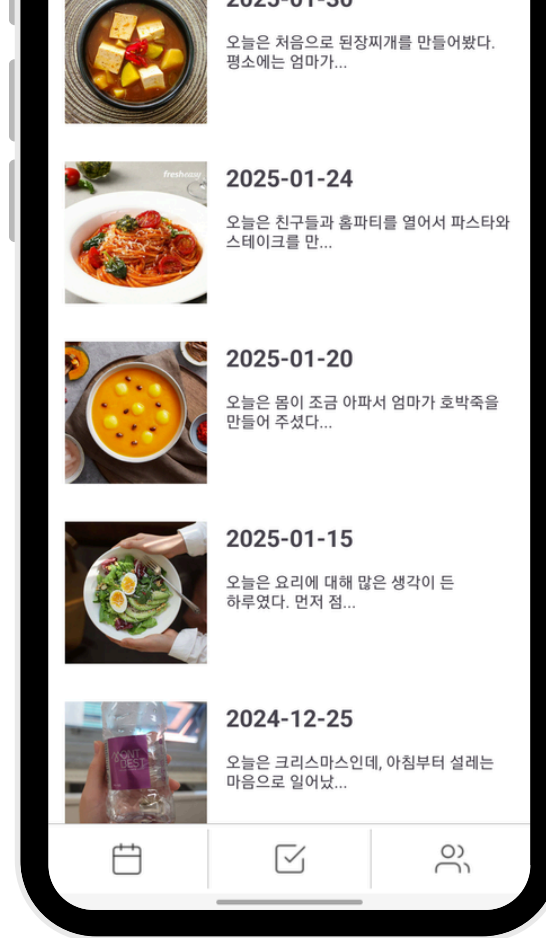 2025-01-30
오늘은 처음으로 된장찌개를 만들어봤다.
평소에는 엄마가...
fresheasy
2025-01-24
오늘은 친구들과 홈파티를 열어서 파스타와
스테이크를 만...
2025-01-20
오늘은 몸이 조금 아파서 엄마가 호박죽을
만들어 주셨다...
2025-01-15
오늘은 요리에 대해 많은 생각이 든
하루였다. 먼저 점...
MONT
BEST
2024-12-25
오늘은 크리스마스인데, 아침부터 설레는
마음으로 일어났...